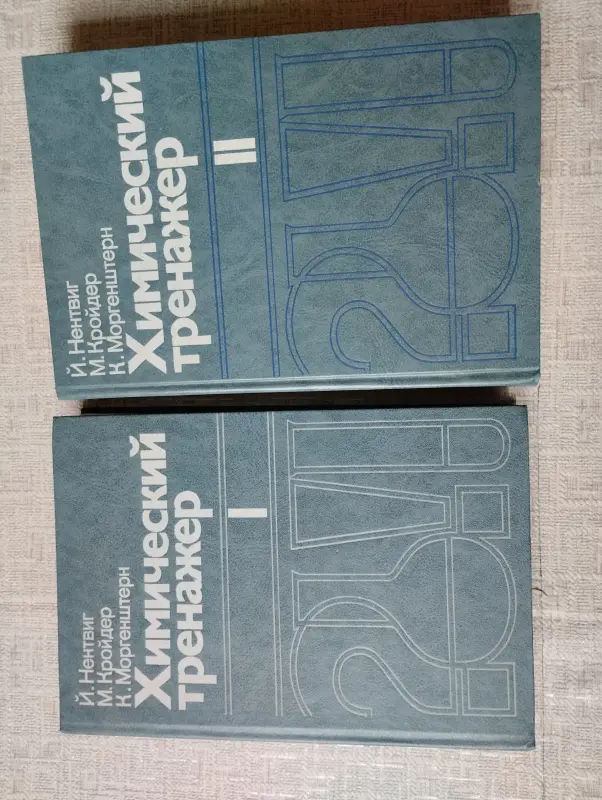 Й. Нентвиг
М. Кройдер
К. Моргенштерн
Химический
тренажер
II
Й. Нентвиг
М. Кройдер
К. Моргенштерн
Химический
тренажер
I